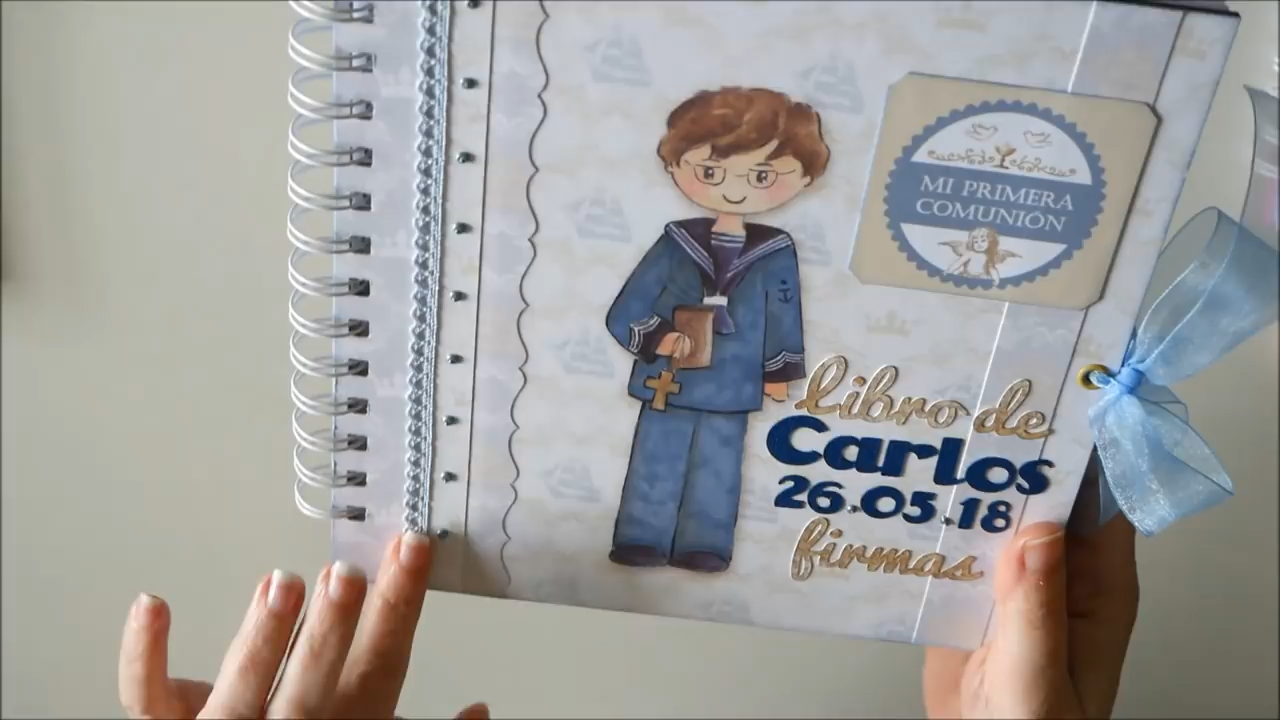 MI PRIMERA
COMUNIÓN
libro de
Carlos
26.05.18
firmas